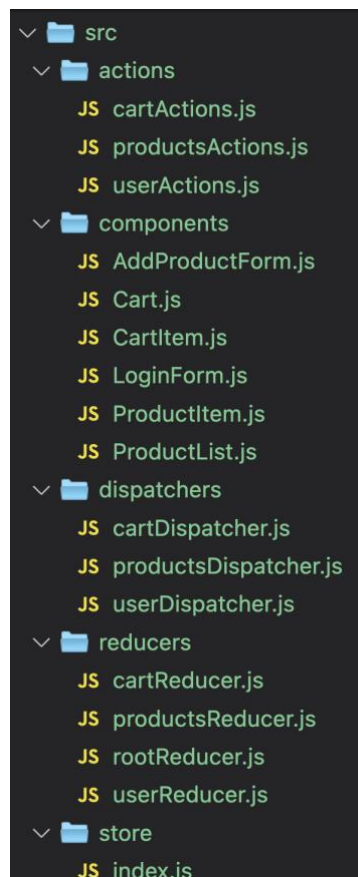 src
actions
JS cartActions.js
JS productsActions.js
JS userActions.js
components
JS AddProductForm.js
JS Cart.js
JS CartItem.js
JS LoginForm.js
JS ProductItem.js
JS ProductList.js
dispatchers
JS cartDispatcher.js
JS productsDispatcher.js
JS userDispatcher.js
reducers
JS cartReducer.js
JS productsReducer.js
JS rootReducer.js
JS userReducer.js
store
JS index.js